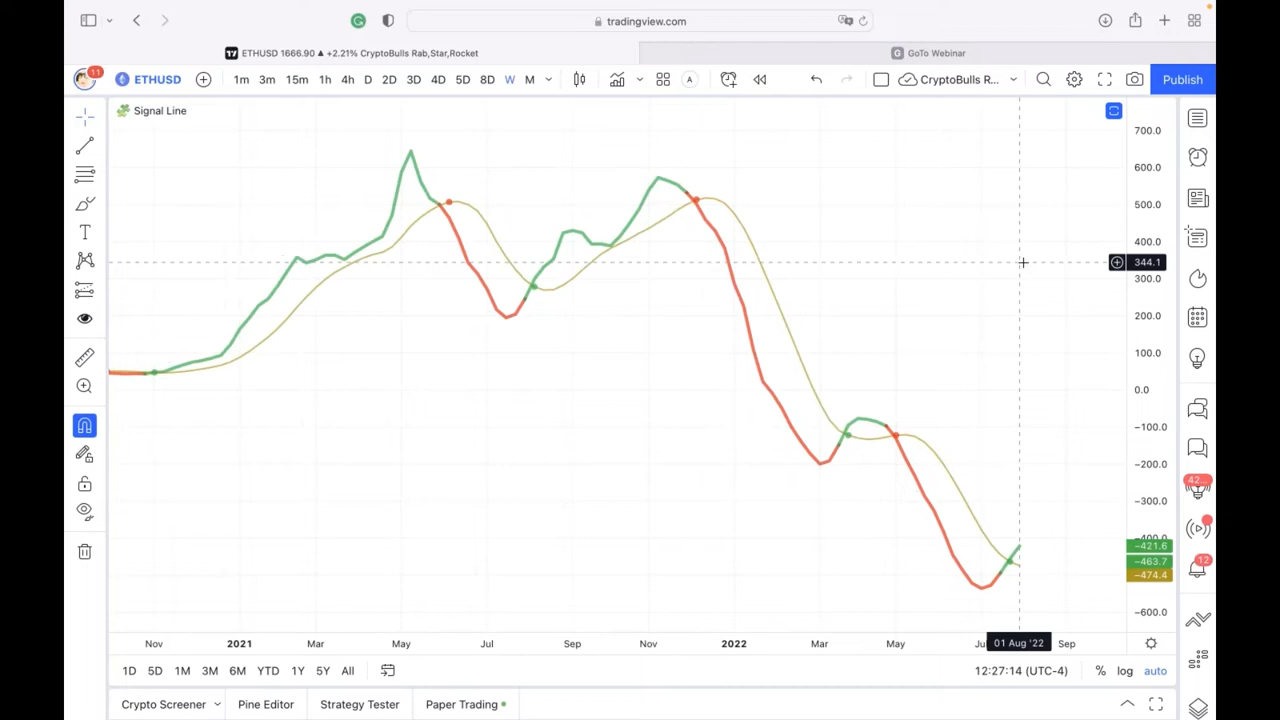 tradingview.com
ETHUSD 1666.90 ▲ +2.21% CryptoBulls Rab,Star,Rocket
GoTo Webinar
11 ETHUSD 1m 3m 15m 1h 4h D 2D 3D 4D 5D 8D W M CryptoBulls R... Publish
Signal Line
700.0
600.0
500.0
400.0
344.1
300.0
200.0
100.0
0.0
−100.0
−200.0
−300.0
−400.0
−421.6
−463.7
−474.4
−600.0
42...
12
Nov 2021 Mar May Jul Sep Nov 2022 Mar May Ju 01 Aug '22 Sep
1D 5D 1M 3M 6M YTD 1Y 5Y All 12:27:14 (UTC-4) % log auto
Crypto Screener Pine Editor Strategy Tester Paper Trading